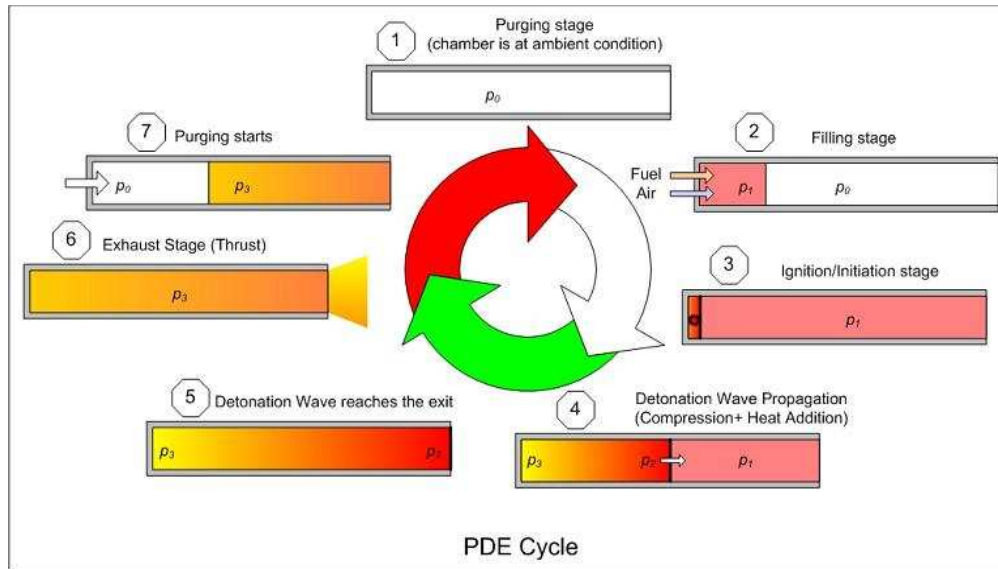 1
Purging stage
(chamber is at ambient condition)
p0
2
Filling stage
Fuel
Air
p1
p0
3
Ignition/Initiation stage
p1
4
Detonation Wave Propagation
(Compression+ Heat Addition)
p3
p2
p1
5
Detonation Wave reaches the exit
p3
p2
6
Exhaust Stage (Thrust)
p3
7
Purging starts
p0
p3
PDE Cycle